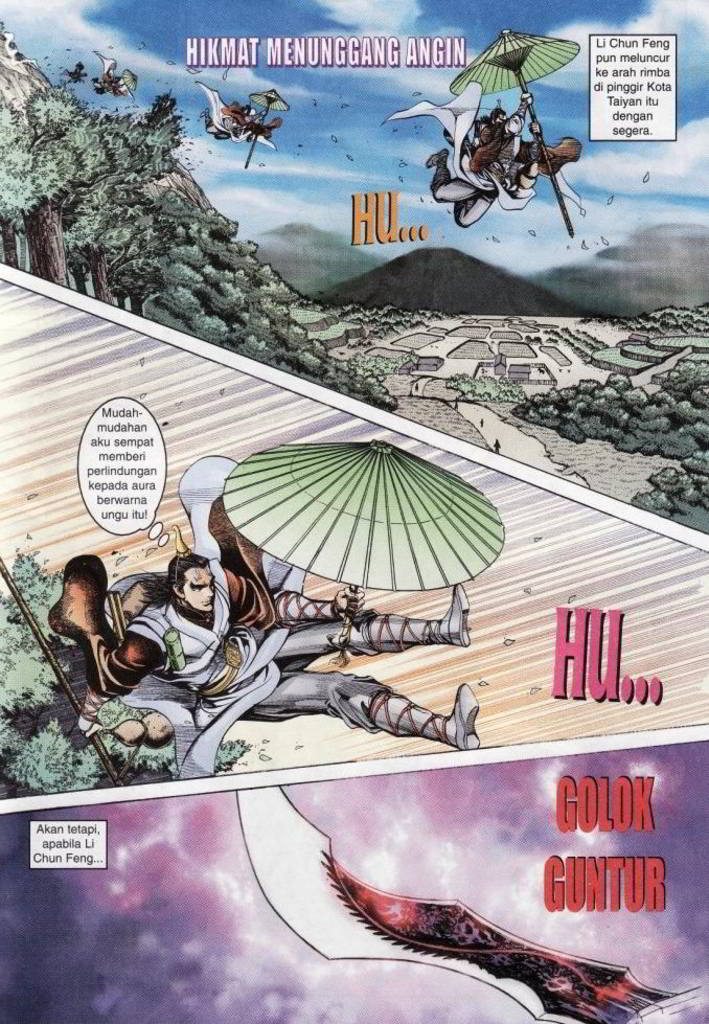 HIKMAT MENUNGGANG ANGIN
Li Chun Feng
pun meluncur
ke arah rimba
di pinggir Kota
Taiyan itu
dengan
segera.
HU...
Mudah-
mudahan
aku sempat
memberi
perlindungan
kepada aura
berwarna
ungu itu!
HU...
Akan tetapi,
apabila Li
Chun Feng...
GOLOK
GUNTUR